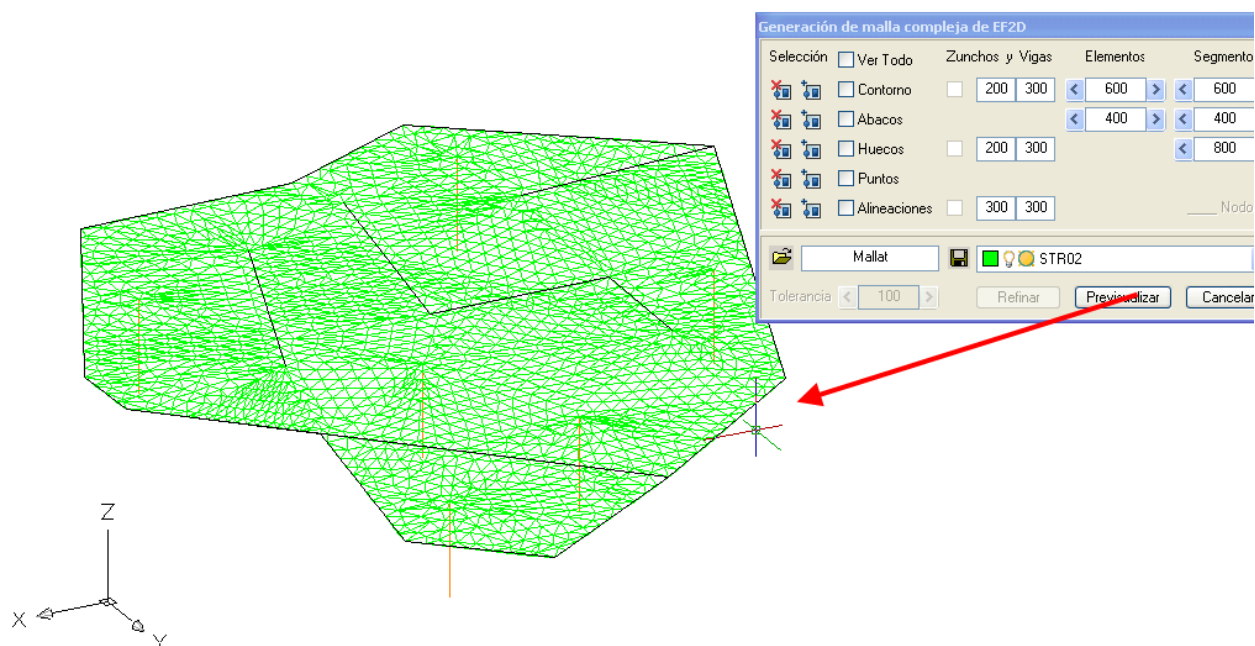 Generación de malla compleja de EF2D
Selección Ver Todo Zunchos y Vigas Elementos Segmento
Contorno 200 300 < 600 > < 600
Abacos < 400 > < 400
Huecos 200 300 < 800
Puntos
Alineaciones 300 300 ___ Nodo
Mallat STR02
Tolerancia < 100 > Refinar Previsualizar Cancelar
Z
X
Y